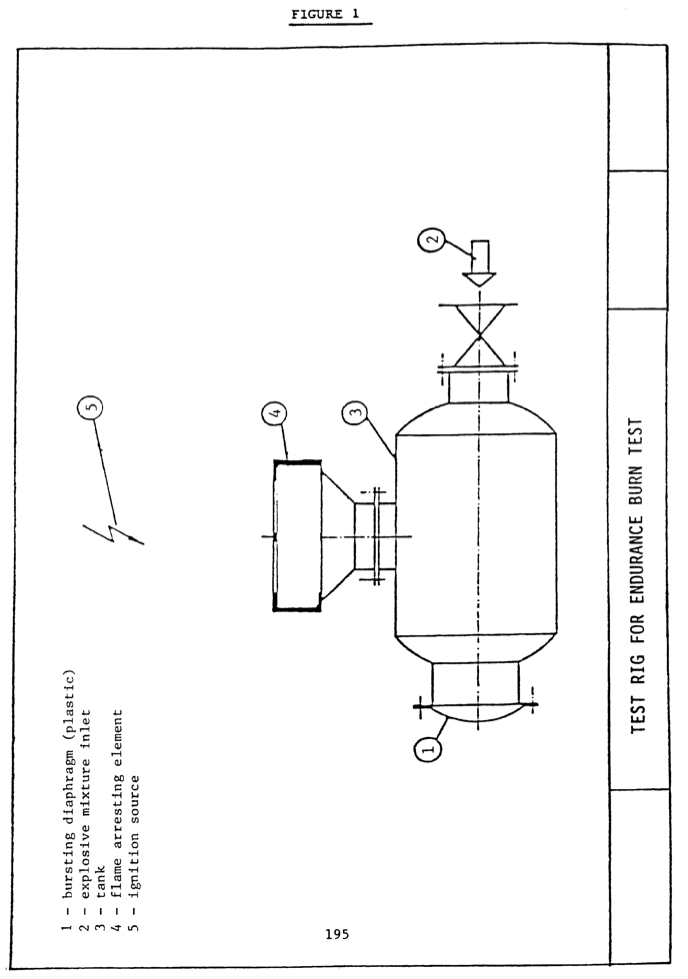 FIGURE 1
1 - bursting diaphragm (plastic)
2 - explosive mixture inlet
3 - tank
4 - flame arresting element
5 - ignition source
5
4
3
2
1
TEST RIG FOR ENDURANCE BURN TEST
195